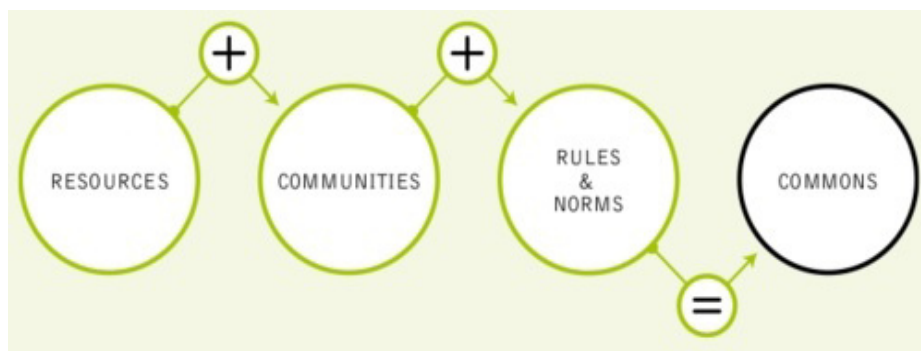 +
+
RESOURCES
COMMUNITIES
RULES
&
NORMS
COMMONS
=